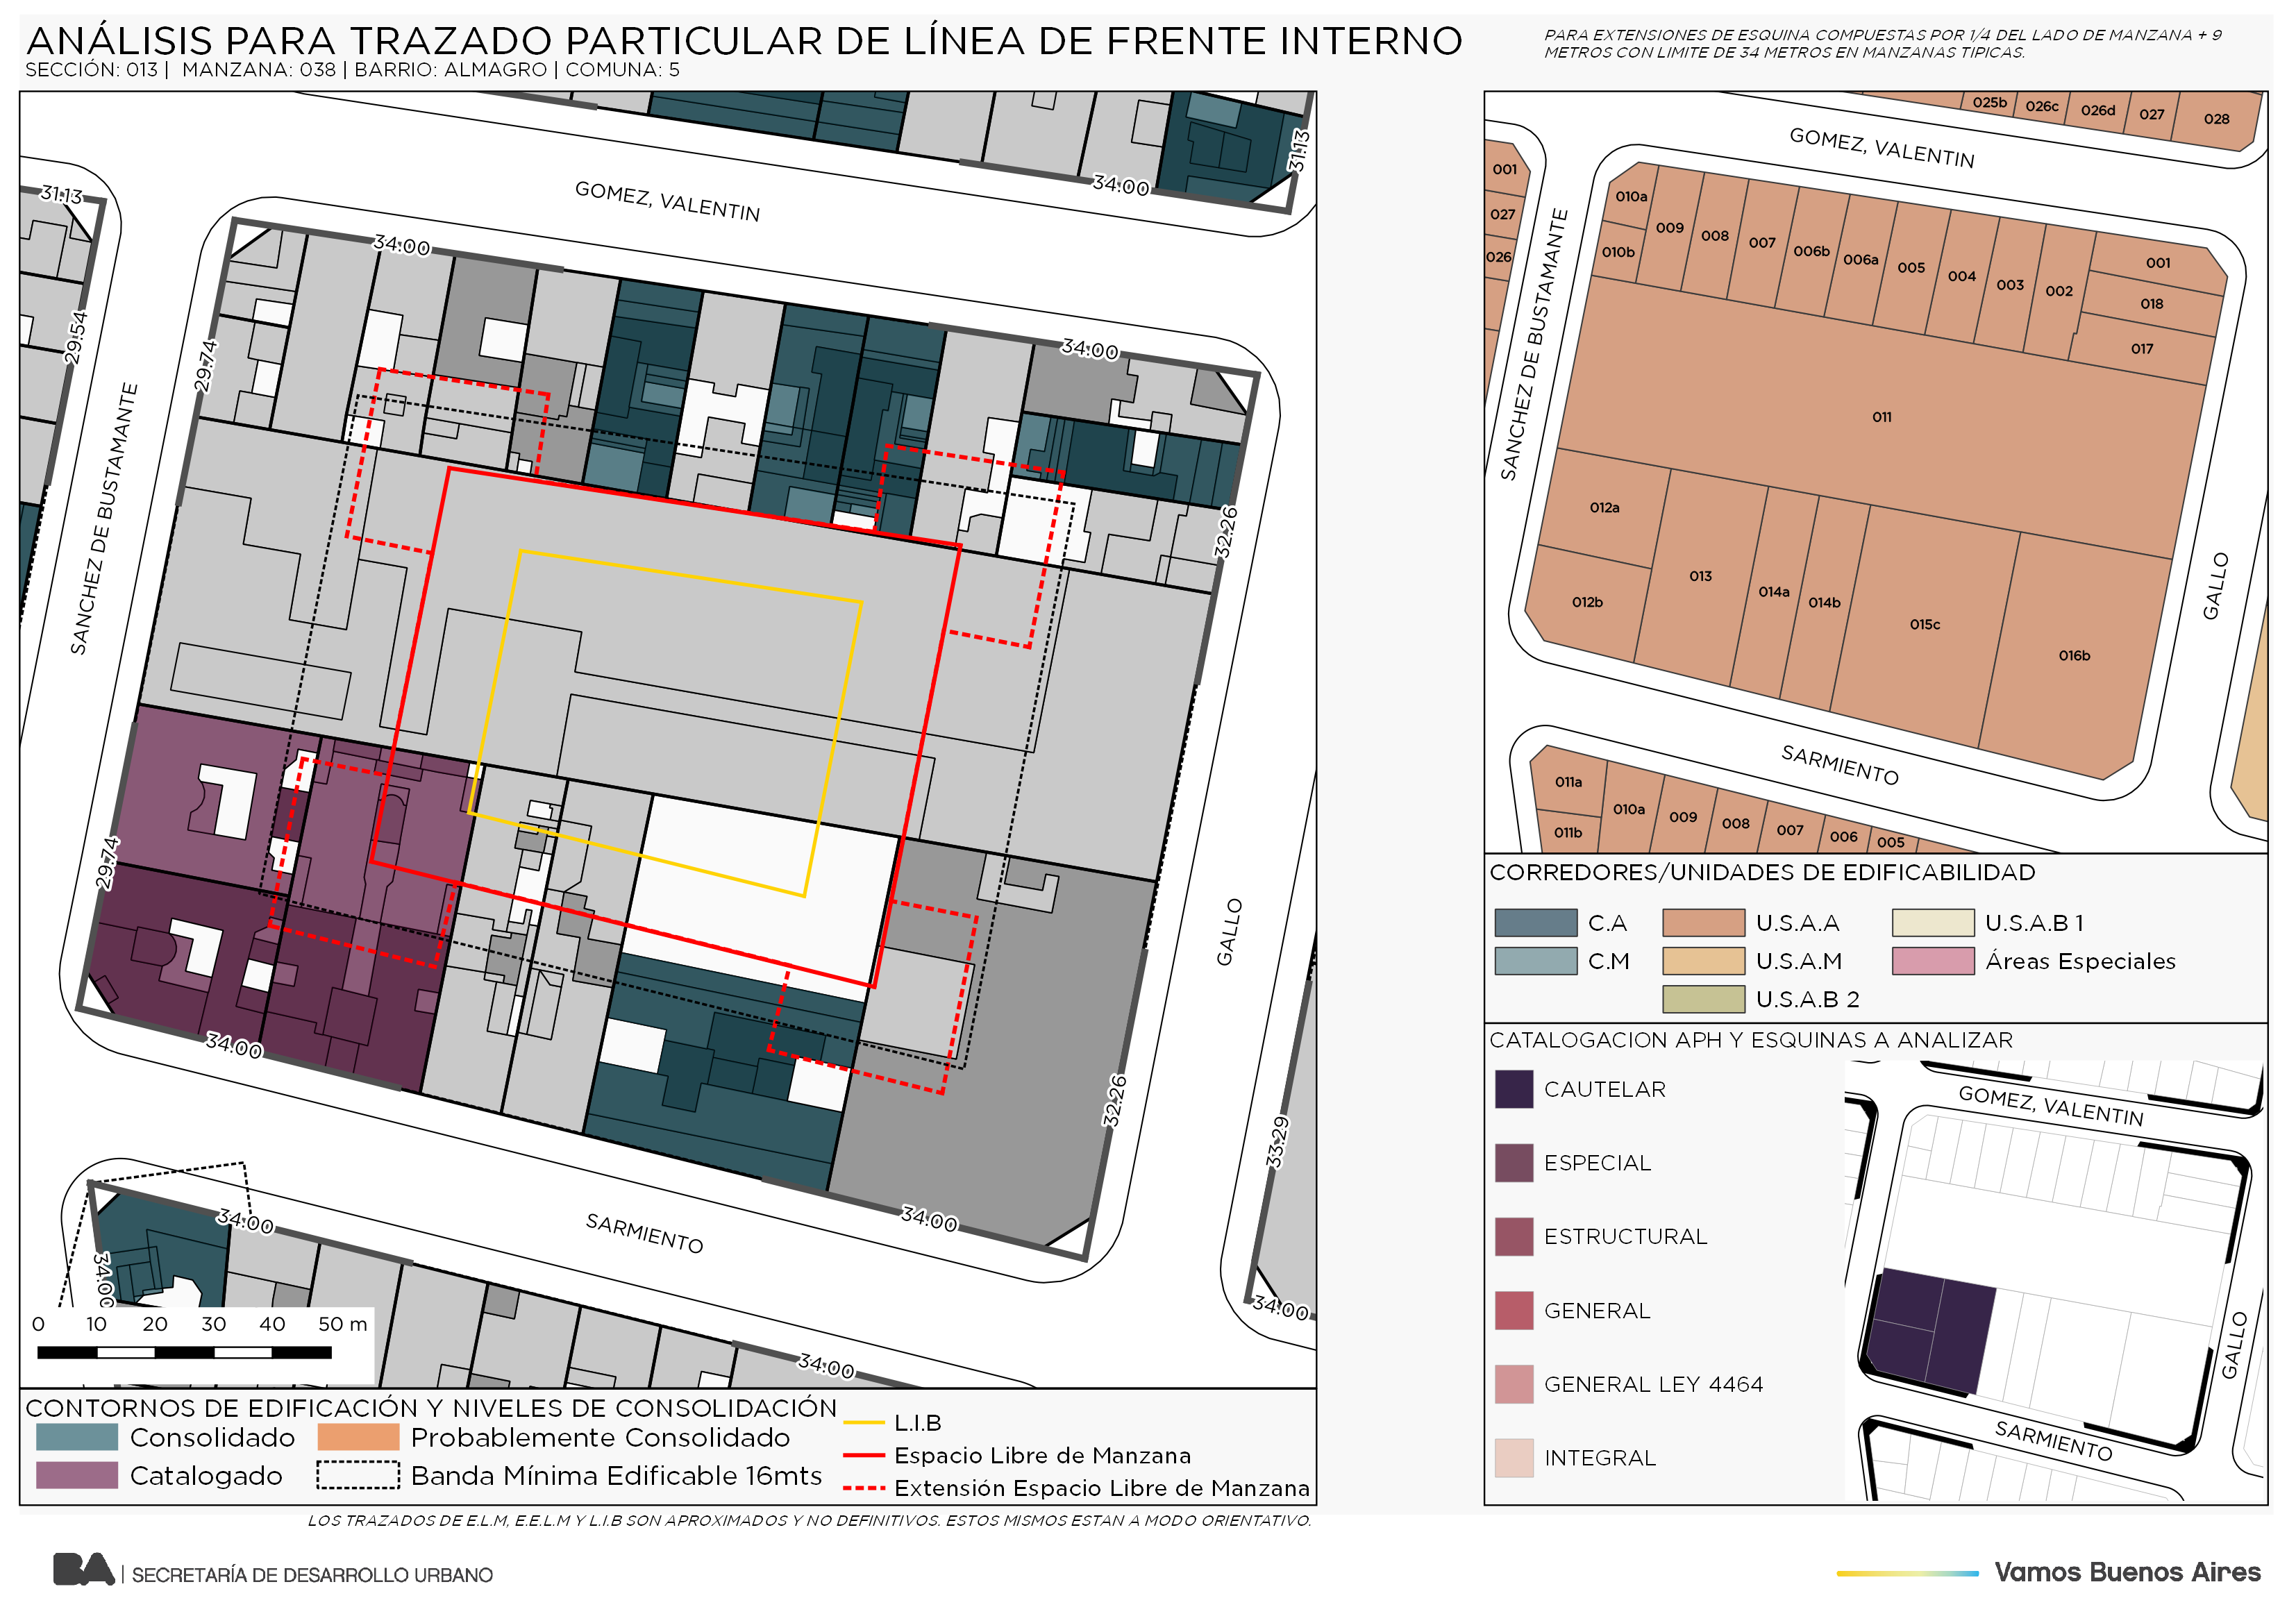 ANÁLISIS PARA TRAZADO PARTICULAR DE LÍNEA DE FRENTE INTERNO
SECCIÓN: 013 | MANZANA: 038 | BARRIO: ALMAGRO | COMUNA: 5
PARA EXTENSIONES DE ESQUINA COMPUESTAS POR 1/4 DEL LADO DE MANZANA + 9
METROS CON LIMITE DE 34 METROS EN MANZANAS TIPICAS.
31.13
34.00
31.13
GOMEZ, VALENTIN
34.00
29.54
29.74
34.00
SANCHEZ DE BUSTAMANTE
32.26
29.74
GALLO
34.00
32.26
33.29
34.00
SARMIENTO
34.00
34.00
34.00
34.00
0 10 20 30 40 50 m
CONTORNOS DE EDIFICACIÓN Y NIVELES DE CONSOLIDACIÓN
Consolidado
Probablemente Consolidado
Catalogado
Banda Mínima Edificable 16mts
L.I.B
Espacio Libre de Manzana
Extensión Espacio Libre de Manzana
LOS TRAZADOS DE E.L.M, E.E.L.M Y L.I.B SON APROXIMADOS Y NO DEFINITIVOS. ESTOS MISMOS ESTAN A MODO ORIENTATIVO.
025b 026c 026d 027 028
GOMEZ, VALENTIN
001
027
026
SANCHEZ DE BUSTAMANTE
010a
010b
009 008 007 006b 006a 005 004 003 002
001
018
017
011
012a
012b
013 014a 014b 015c 016b
GALLO
SARMIENTO
011a
011b
010a 009 008 007 006 005
CORREDORES/UNIDADES DE EDIFICABILIDAD
C.A
U.S.A.A
U.S.A.B 1
C.M
U.S.A.M
Áreas Especiales
U.S.A.B 2
CATALOGACION APH Y ESQUINAS A ANALIZAR
CAUTELAR
ESPECIAL
ESTRUCTURAL
GENERAL
GENERAL LEY 4464
INTEGRAL
GOMEZ, VALENTIN
GALLO
SARMIENTO
BA | SECRETARÍA DE DESARROLLO URBANO
Vamos Buenos Aires